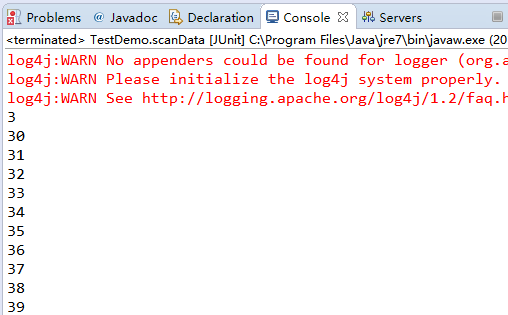 Problems @ Javadoc Declaration Console Servers
<terminated> TestDemo.scanData [JUnit] C:\Program Files\Java\jre7\bin\javaw.exe (20
log4j:WARN No appenders could be found for logger (org.a
log4j:WARN Please initialize the log4j system properly.
log4j:WARN See http://logging.apache.org/log4j/1.2/faq.h
3
30
31
32
33
34
35
36
37
38
39